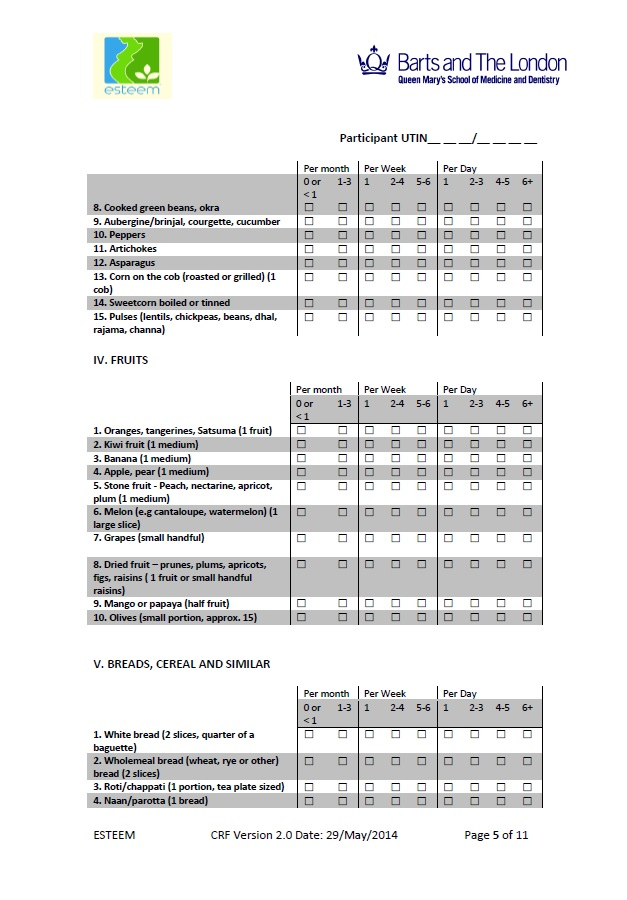 esteem
Barts and The London
Queen Mary's School of Medicine and Dentistry
Participant UTIN__ __ __/__ __ __ __
Per month Per Week Per Day
0 or 1-3 1 2-4 5-6 1 2-3 4-5 6+
< 1
8. Cooked green beans, okra ☐ ☐ ☐ ☐ ☐ ☐ ☐ ☐ ☐
9. Aubergine/brinjal, courgette, cucumber ☐ ☐ ☐ ☐ ☐ ☐ ☐ ☐ ☐
10. Peppers ☐ ☐ ☐ ☐ ☐ ☐ ☐ ☐ ☐
11. Artichokes ☐ ☐ ☐ ☐ ☐ ☐ ☐ ☐ ☐
12. Asparagus ☐ ☐ ☐ ☐ ☐ ☐ ☐ ☐ ☐
13. Corn on the cob (roasted or grilled) (1 ☐ ☐ ☐ ☐ ☐ ☐ ☐ ☐ ☐
cob)
14. Sweetcorn boiled or tinned ☐ ☐ ☐ ☐ ☐ ☐ ☐ ☐ ☐
15. Pulses (lentils, chickpeas, beans, dhal, ☐ ☐ ☐ ☐ ☐ ☐ ☐ ☐ ☐
rajama, channa)
IV. FRUITS
Per month Per Week Per Day
0 or 1-3 1 2-4 5-6 1 2-3 4-5 6+
< 1
1. Oranges, tangerines, Satsuma (1 fruit) ☐ ☐ ☐ ☐ ☐ ☐ ☐ ☐ ☐
2. Kiwi fruit (1 medium) ☐ ☐ ☐ ☐ ☐ ☐ ☐ ☐ ☐
3. Banana (1 medium) ☐ ☐ ☐ ☐ ☐ ☐ ☐ ☐ ☐
4. Apple, pear (1 medium) ☐ ☐ ☐ ☐ ☐ ☐ ☐ ☐ ☐
5. Stone fruit - Peach, nectarine, apricot, ☐ ☐ ☐ ☐ ☐ ☐ ☐ ☐ ☐
plum (1 medium)
6. Melon (e.g cantaloupe, watermelon) (1 ☐ ☐ ☐ ☐ ☐ ☐ ☐ ☐ ☐
large slice)
7. Grapes (small handful) ☐ ☐ ☐ ☐ ☐ ☐ ☐ ☐ ☐
8. Dried fruit – prunes, plums, apricots, ☐ ☐ ☐ ☐ ☐ ☐ ☐ ☐ ☐
figs, raisins ( 1 fruit or small handful
raisins)
9. Mango or papaya (half fruit) ☐ ☐ ☐ ☐ ☐ ☐ ☐ ☐ ☐
10. Olives (small portion, approx. 15) ☐ ☐ ☐ ☐ ☐ ☐ ☐ ☐ ☐
V. BREADS, CEREAL AND SIMILAR
Per month Per Week Per Day
0 or 1-3 1 2-4 5-6 1 2-3 4-5 6+
< 1
1. White bread (2 slices, quarter of a ☐ ☐ ☐ ☐ ☐ ☐ ☐ ☐ ☐
baguette)
2. Wholemeal bread (wheat, rye or other) ☐ ☐ ☐ ☐ ☐ ☐ ☐ ☐ ☐
bread (2 slices)
3. Roti/chappati (1 portion, tea plate sized) ☐ ☐ ☐ ☐ ☐ ☐ ☐ ☐ ☐
4. Naan/parotta (1 bread) ☐ ☐ ☐ ☐ ☐ ☐ ☐ ☐ ☐
ESTEEM CRF Version 2.0 Date: 29/May/2014 Page 5 of 11